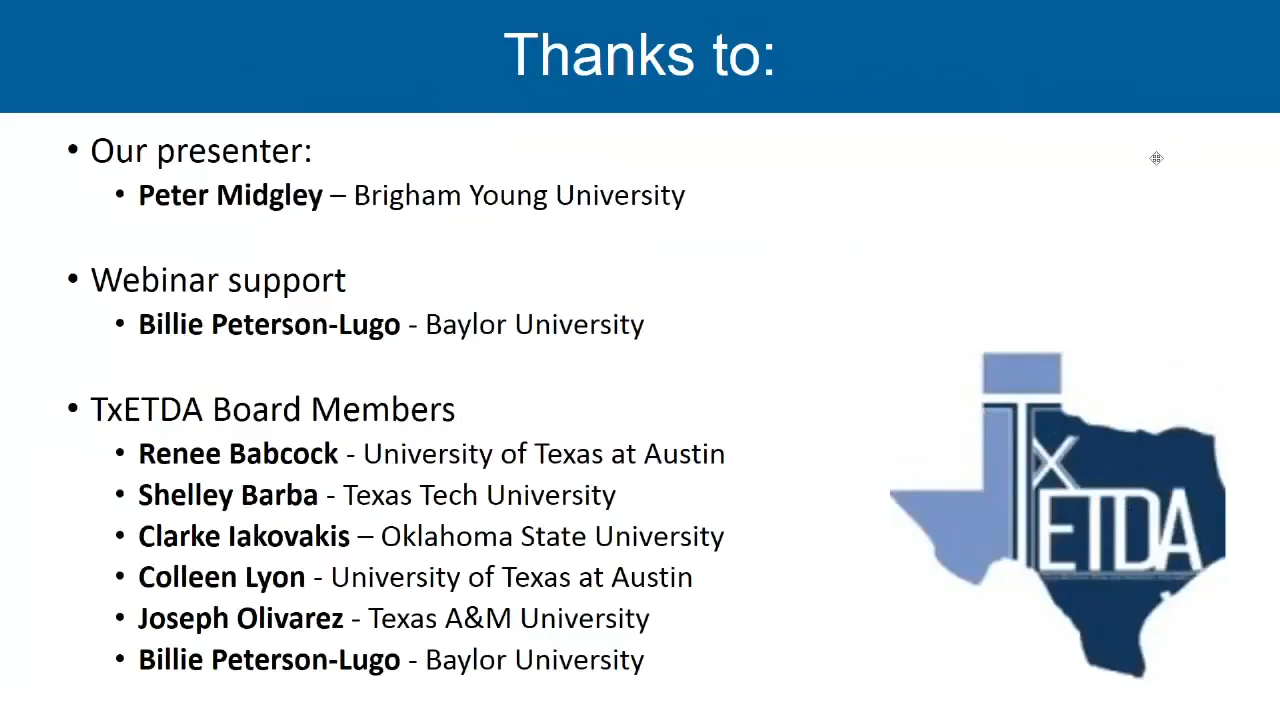 Thanks to:
• Our presenter:
• Peter Midgley – Brigham Young University
• Webinar support
• Billie Peterson-Lugo - Baylor University
• TxETDA Board Members
• Renee Babcock - University of Texas at Austin
• Shelley Barba - Texas Tech University
• Clarke Iakovakis – Oklahoma State University
• Colleen Lyon - University of Texas at Austin
• Joseph Olivarez - Texas A&M University
• Billie Peterson-Lugo - Baylor University
Tx
ETDA